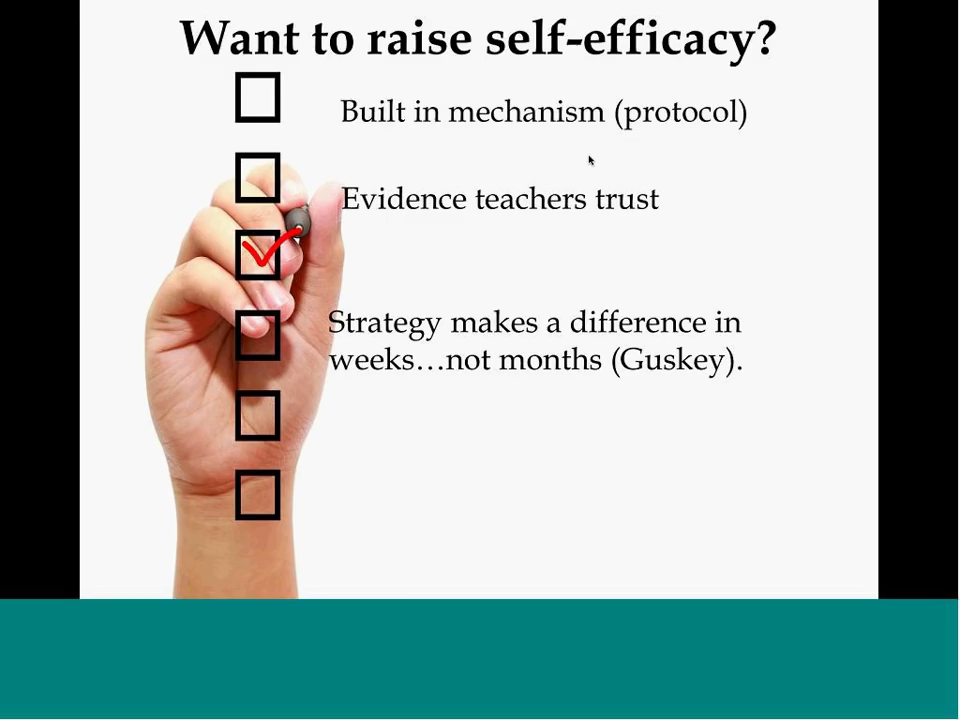 Want to raise self-efficacy?
Built in mechanism (protocol)
Evidence teachers trust
Strategy makes a difference in
weeks…not months (Guskey).